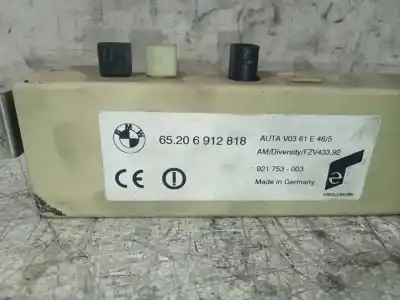 BMW
65.20 6 912 818
AUTA V03 61 E 46/5
AM/Diversity/FZV433,92
CE
921 753 - 003
Made in Germany
e